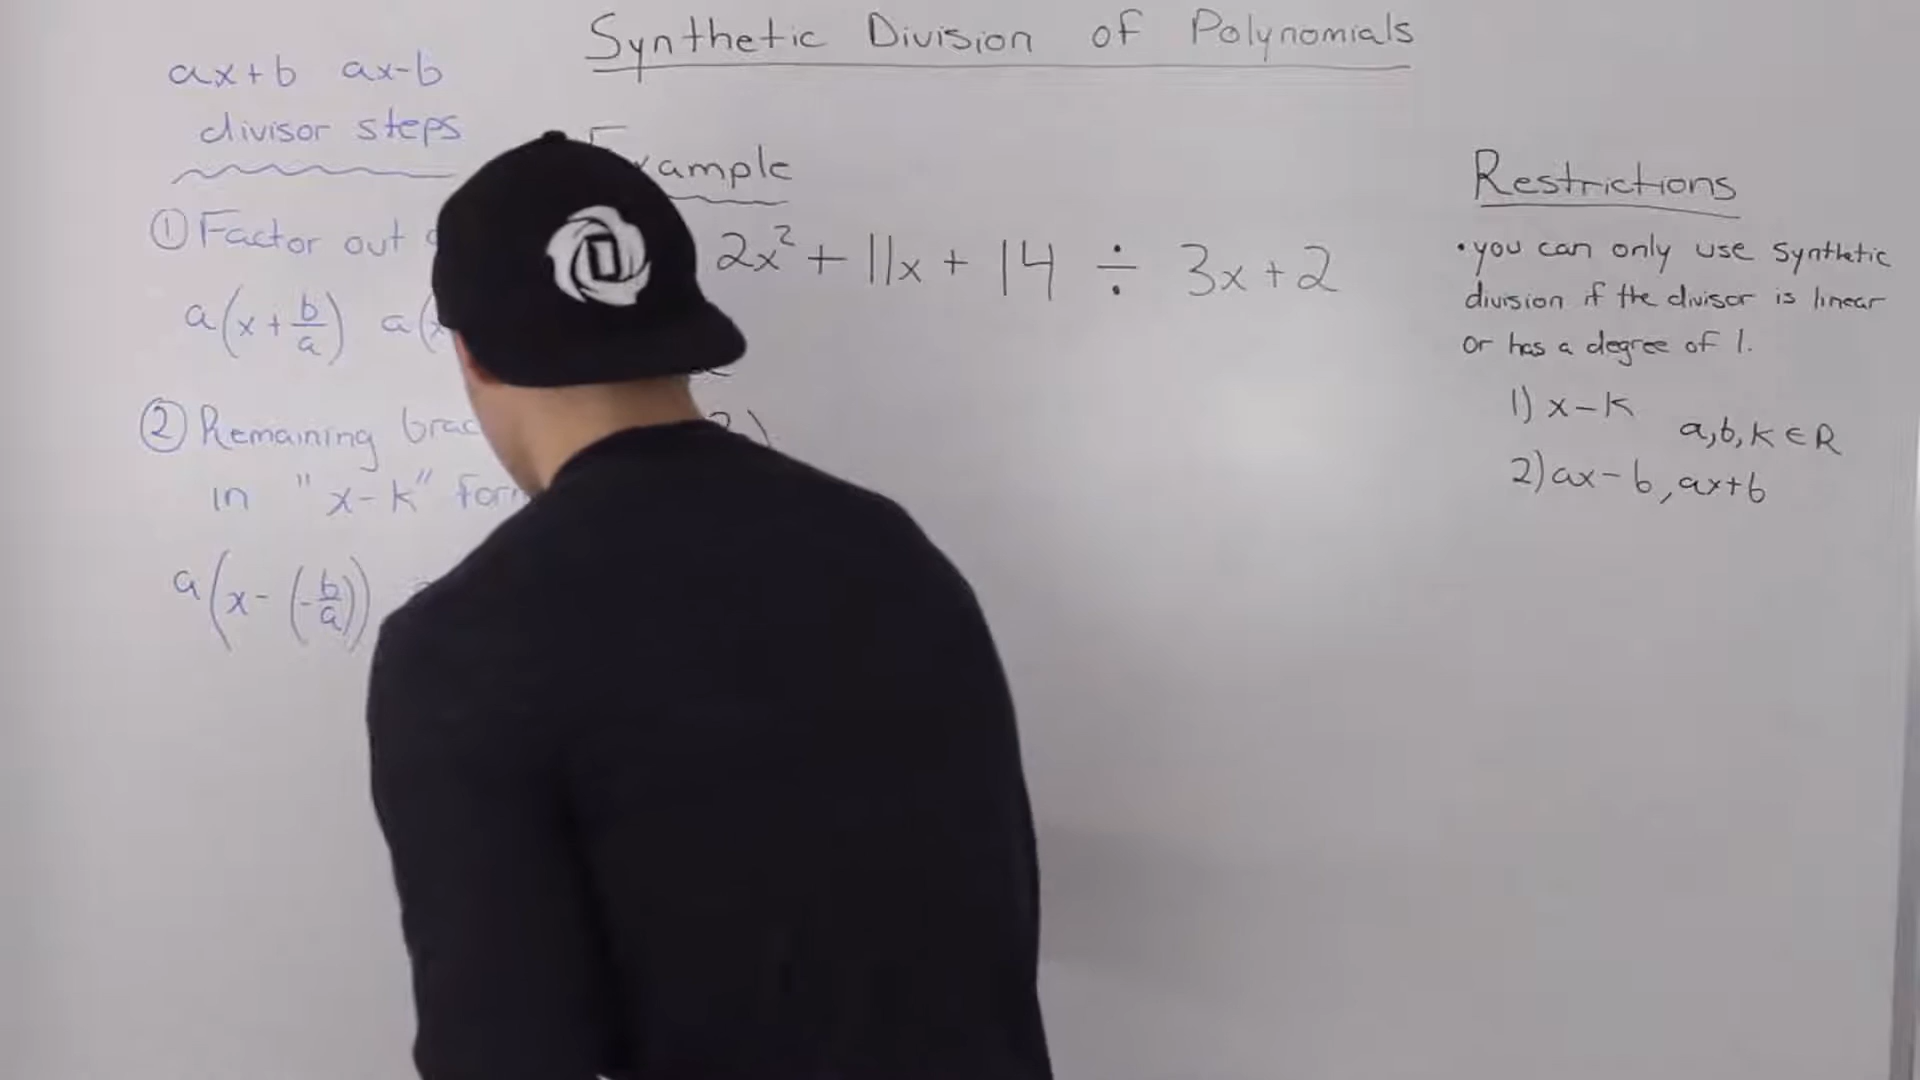 Synthetic Division of Polynomials
ax+b ax-b
divisor steps
① Factor out
a(x + b/a) a(
② Remaining
in "x-k"
a(x - (-b/a))
2x² + 11x + 14 ÷ 3x + 2
Restrictions
• you can only use synthetic
division if the divisor is linear
or has a degree of 1.
1) x-k
a,b,k ∈ R
2) ax-b, ax+b